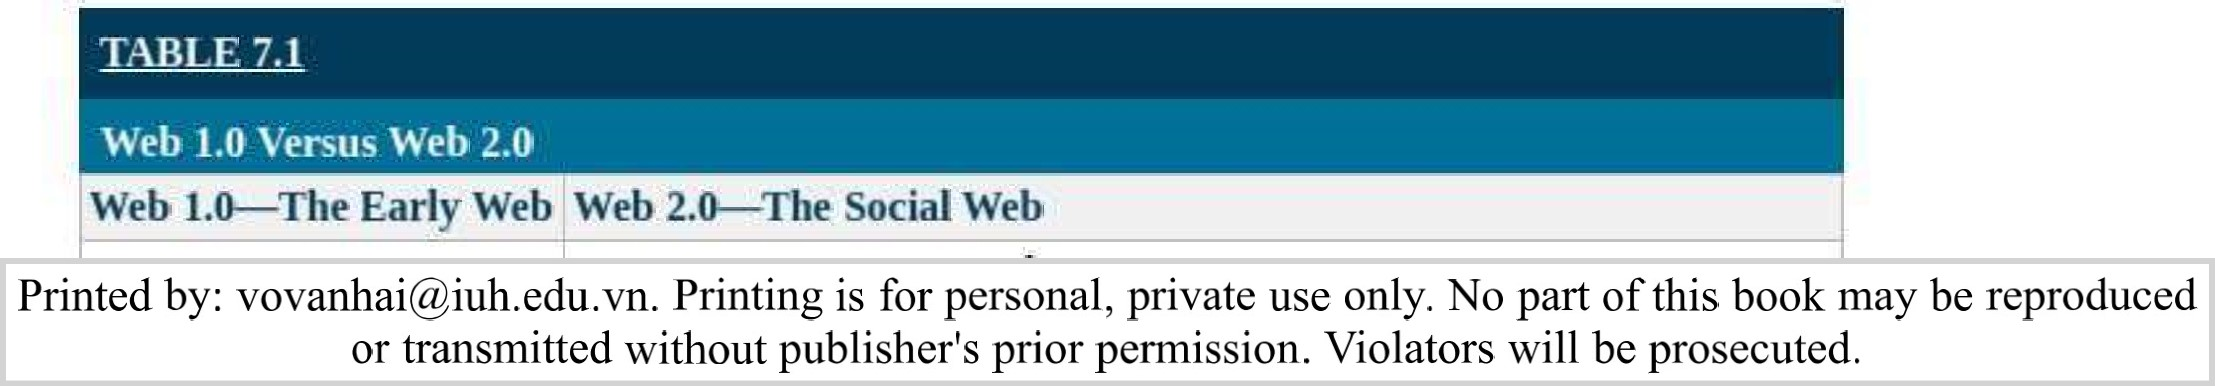 TABLE 7.1
Web 1.0 Versus Web 2.0
Web 1.0—The Early Web Web 2.0—The Social Web
Printed by: vovanhai@iuh.edu.vn. Printing is for personal, private use only. No part of this book may be reproduced
or transmitted without publisher's prior permission. Violators will be prosecuted.